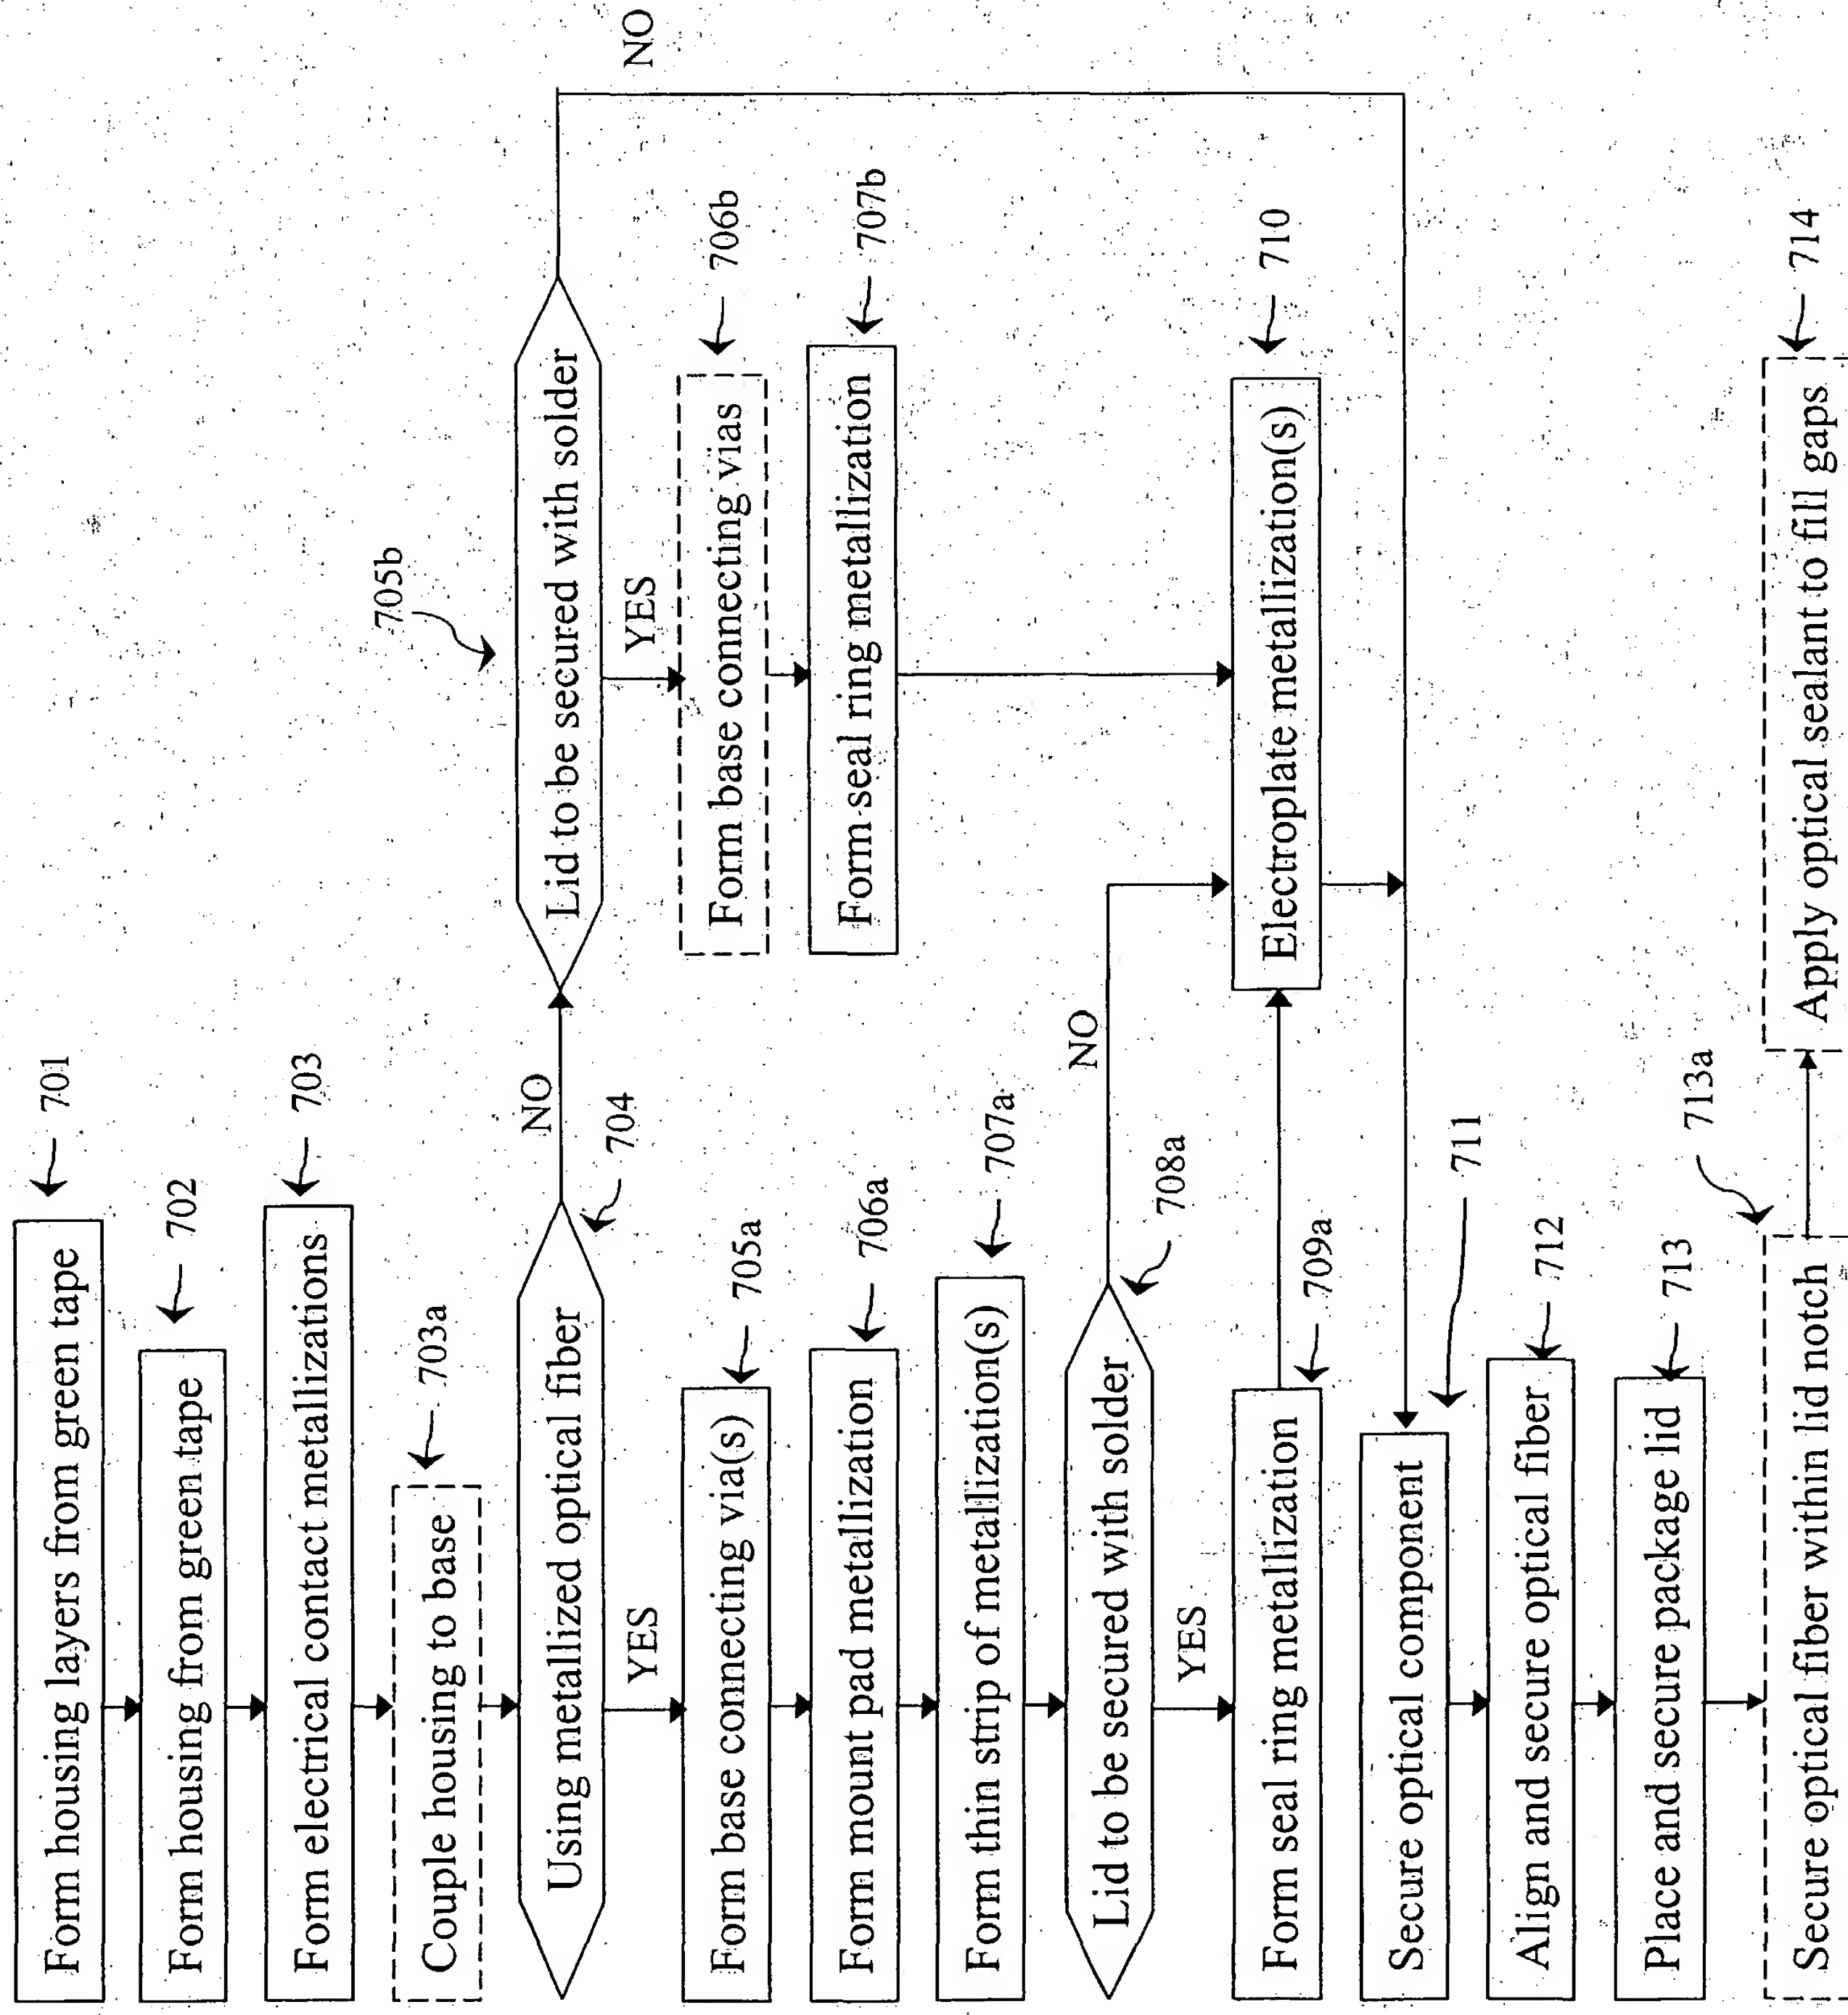 Form housing layers from green tape
701
Form housing from green tape
702
Form electrical contact metallizations
703
Couple housing to base
703a
Using metallized optical fiber
704
NO
YES
Lid to be secured with solder
705b
NO
YES
Form base connecting via(s)
705a
Form base connecting vias
706b
Form mount pad metallization
706a
Form seal ring metallization
707b
Form thin strip of metallization(s)
707a
Lid to be secured with solder
708a
NO
YES
Form seal ring metallization
709a
Electroplate metallization(s)
710
Secure optical component
711
Align and secure optical fiber
712
Place and secure package lid
713
Secure optical fiber within lid notch
713a
Apply optical sealant to fill gaps
714